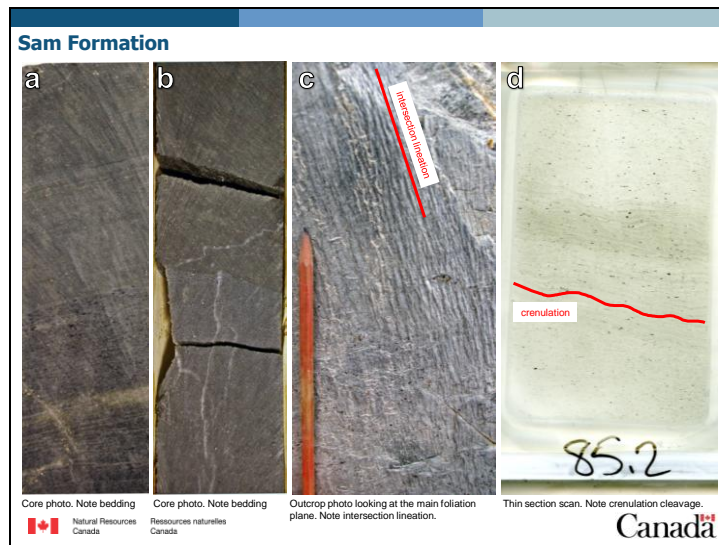 Sam Formation
a
b
c
d
intersection lineation
crenulation
85.2
Core photo. Note bedding
Core photo. Note bedding
Outcrop photo looking at the main foliation
plane. Note intersection lineation.
Thin section scan. Note crenulation cleavage.
Natural Resources
Canada
Ressources naturelles
Canada
Canada